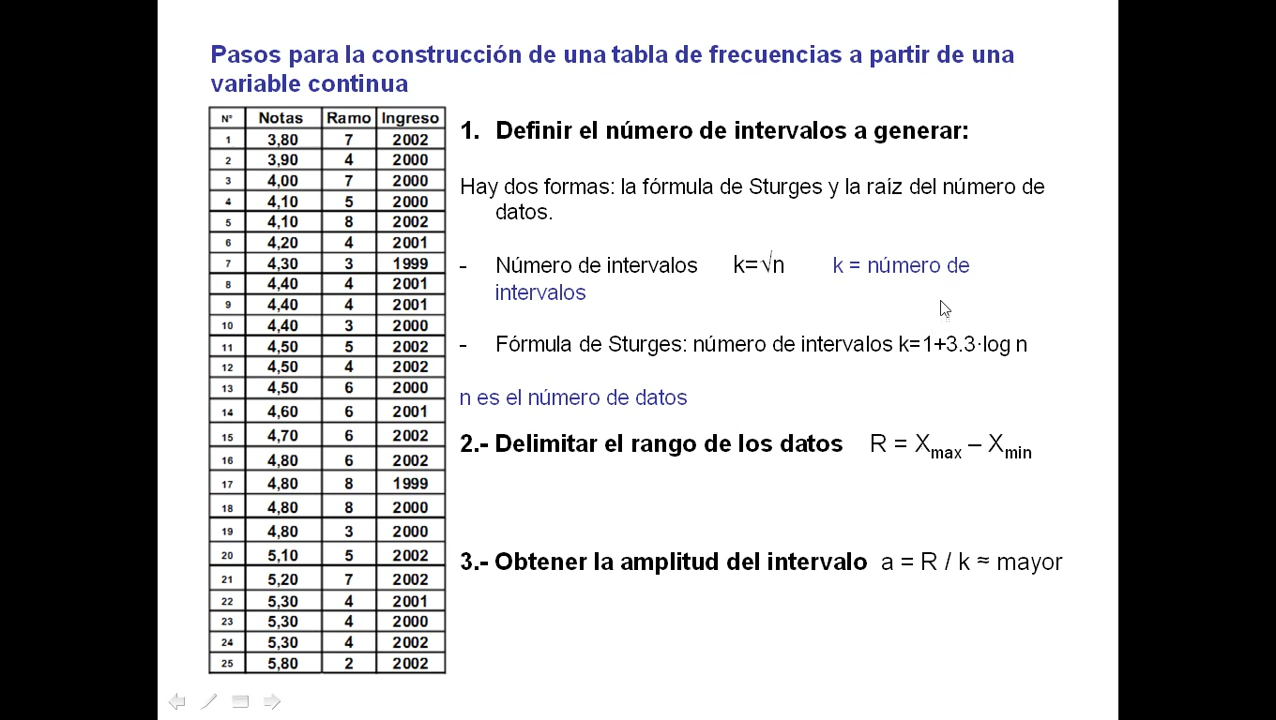 Pasos para la construcción de una tabla de frecuencias a partir de una
variable continua
N° Notas Ramo Ingreso
1 3,80 7 2002
2 3,90 4 2000
3 4,00 7 2000
4 4,10 5 2000
5 4,10 8 2002
6 4,20 4 2001
7 4,30 3 1999
8 4,40 4 2001
9 4,40 4 2001
10 4,40 3 2000
11 4,50 5 2002
12 4,50 4 2002
13 4,50 6 2000
14 4,60 6 2001
15 4,70 6 2002
16 4,80 6 2002
17 4,80 8 1999
18 4,80 8 2000
19 4,80 3 2000
20 5,10 5 2002
21 5,20 7 2002
22 5,30 4 2001
23 5,30 4 2000
24 5,30 4 2002
25 5,80 2 2002
1. Definir el número de intervalos a generar:
Hay dos formas: la fórmula de Sturges y la raíz del número de
datos.
- Número de intervalos k=√n k = número de
intervalos
- Fórmula de Sturges: número de intervalos k=1+3.3·log n
n es el número de datos
2.- Delimitar el rango de los datos R = Xmax – Xmin
3.- Obtener la amplitud del intervalo a = R / k ≈ mayor